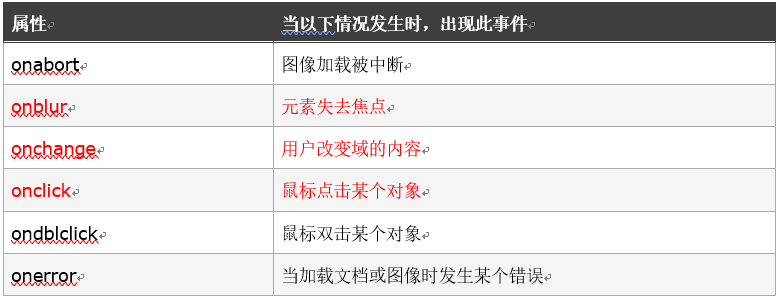 属性 当以下情况发生时，出现此事件
onabort 图像加载被中断
onblur 元素失去焦点
onchange 用户改变域的内容
onclick 鼠标点击某个对象
ondblclick 鼠标双击某个对象
onerror 当加载文档或图像时发生某个错误